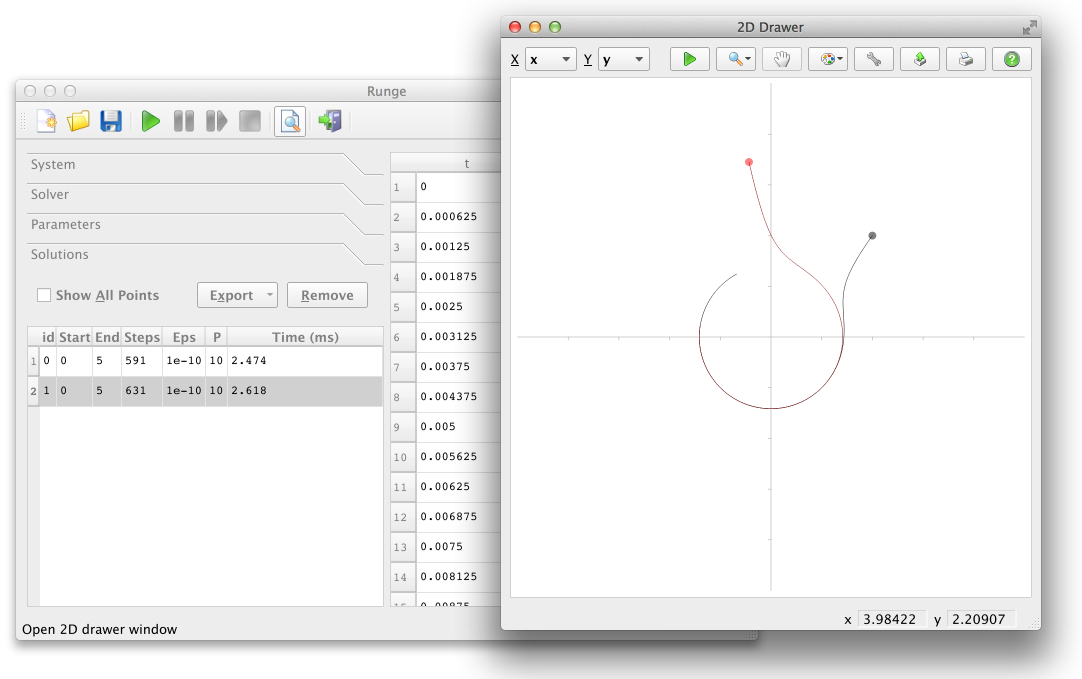 2D Drawer
X x Y y
Runge
System
Solver
Parameters
Solutions
Show All Points Export Remove
id Start End Steps Eps P Time (ms)
1 0 0 5 591 1e-10 10 2.474
2 1 0 5 631 1e-10 10 2.618
t
1 0
2 0.000625
3 0.00125
4 0.001875
5 0.0025
6 0.003125
7 0.00375
8 0.004375
9 0.005
10 0.005625
11 0.00625
12 0.006875
13 0.0075
14 0.008125
15 0.00875
Open 2D drawer window
x 3.98422 y 2.20907